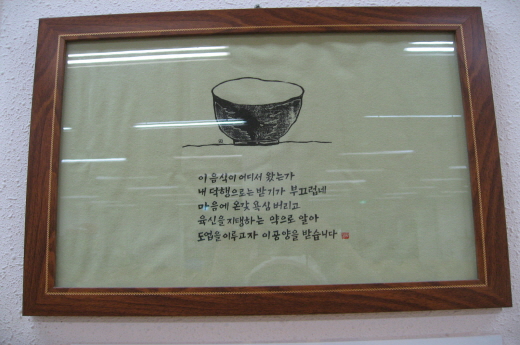 이 음식이 어디서 왔는가
내 덕행으로는 받기가 부끄럽네
마음에 온갖 욕심 버리고
육신을 지탱하는 약으로 알아
도업을 이루고자 이 공양을 받습니다